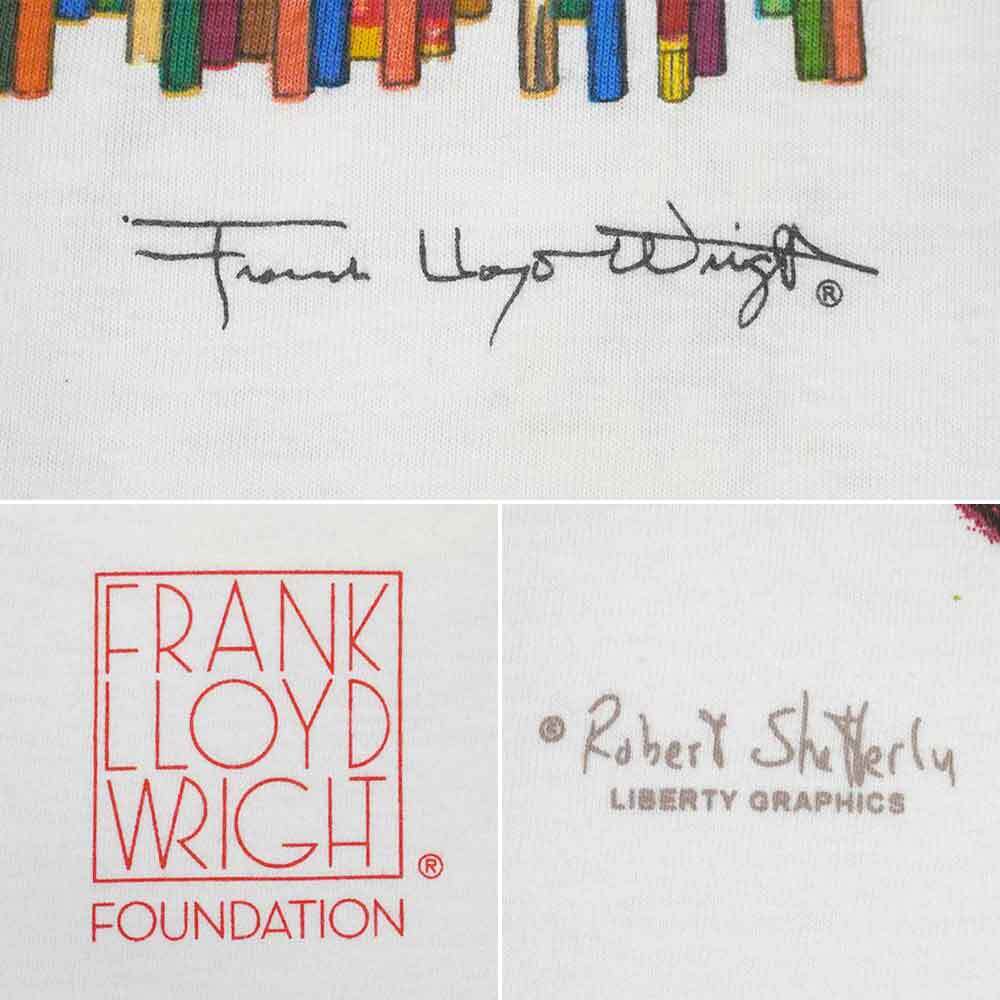 Frank Lloyd Wright ®
FRANK
LLOYD
WRIGHT ®
FOUNDATION
© Robert Shetterly
LIBERTY GRAPHICS